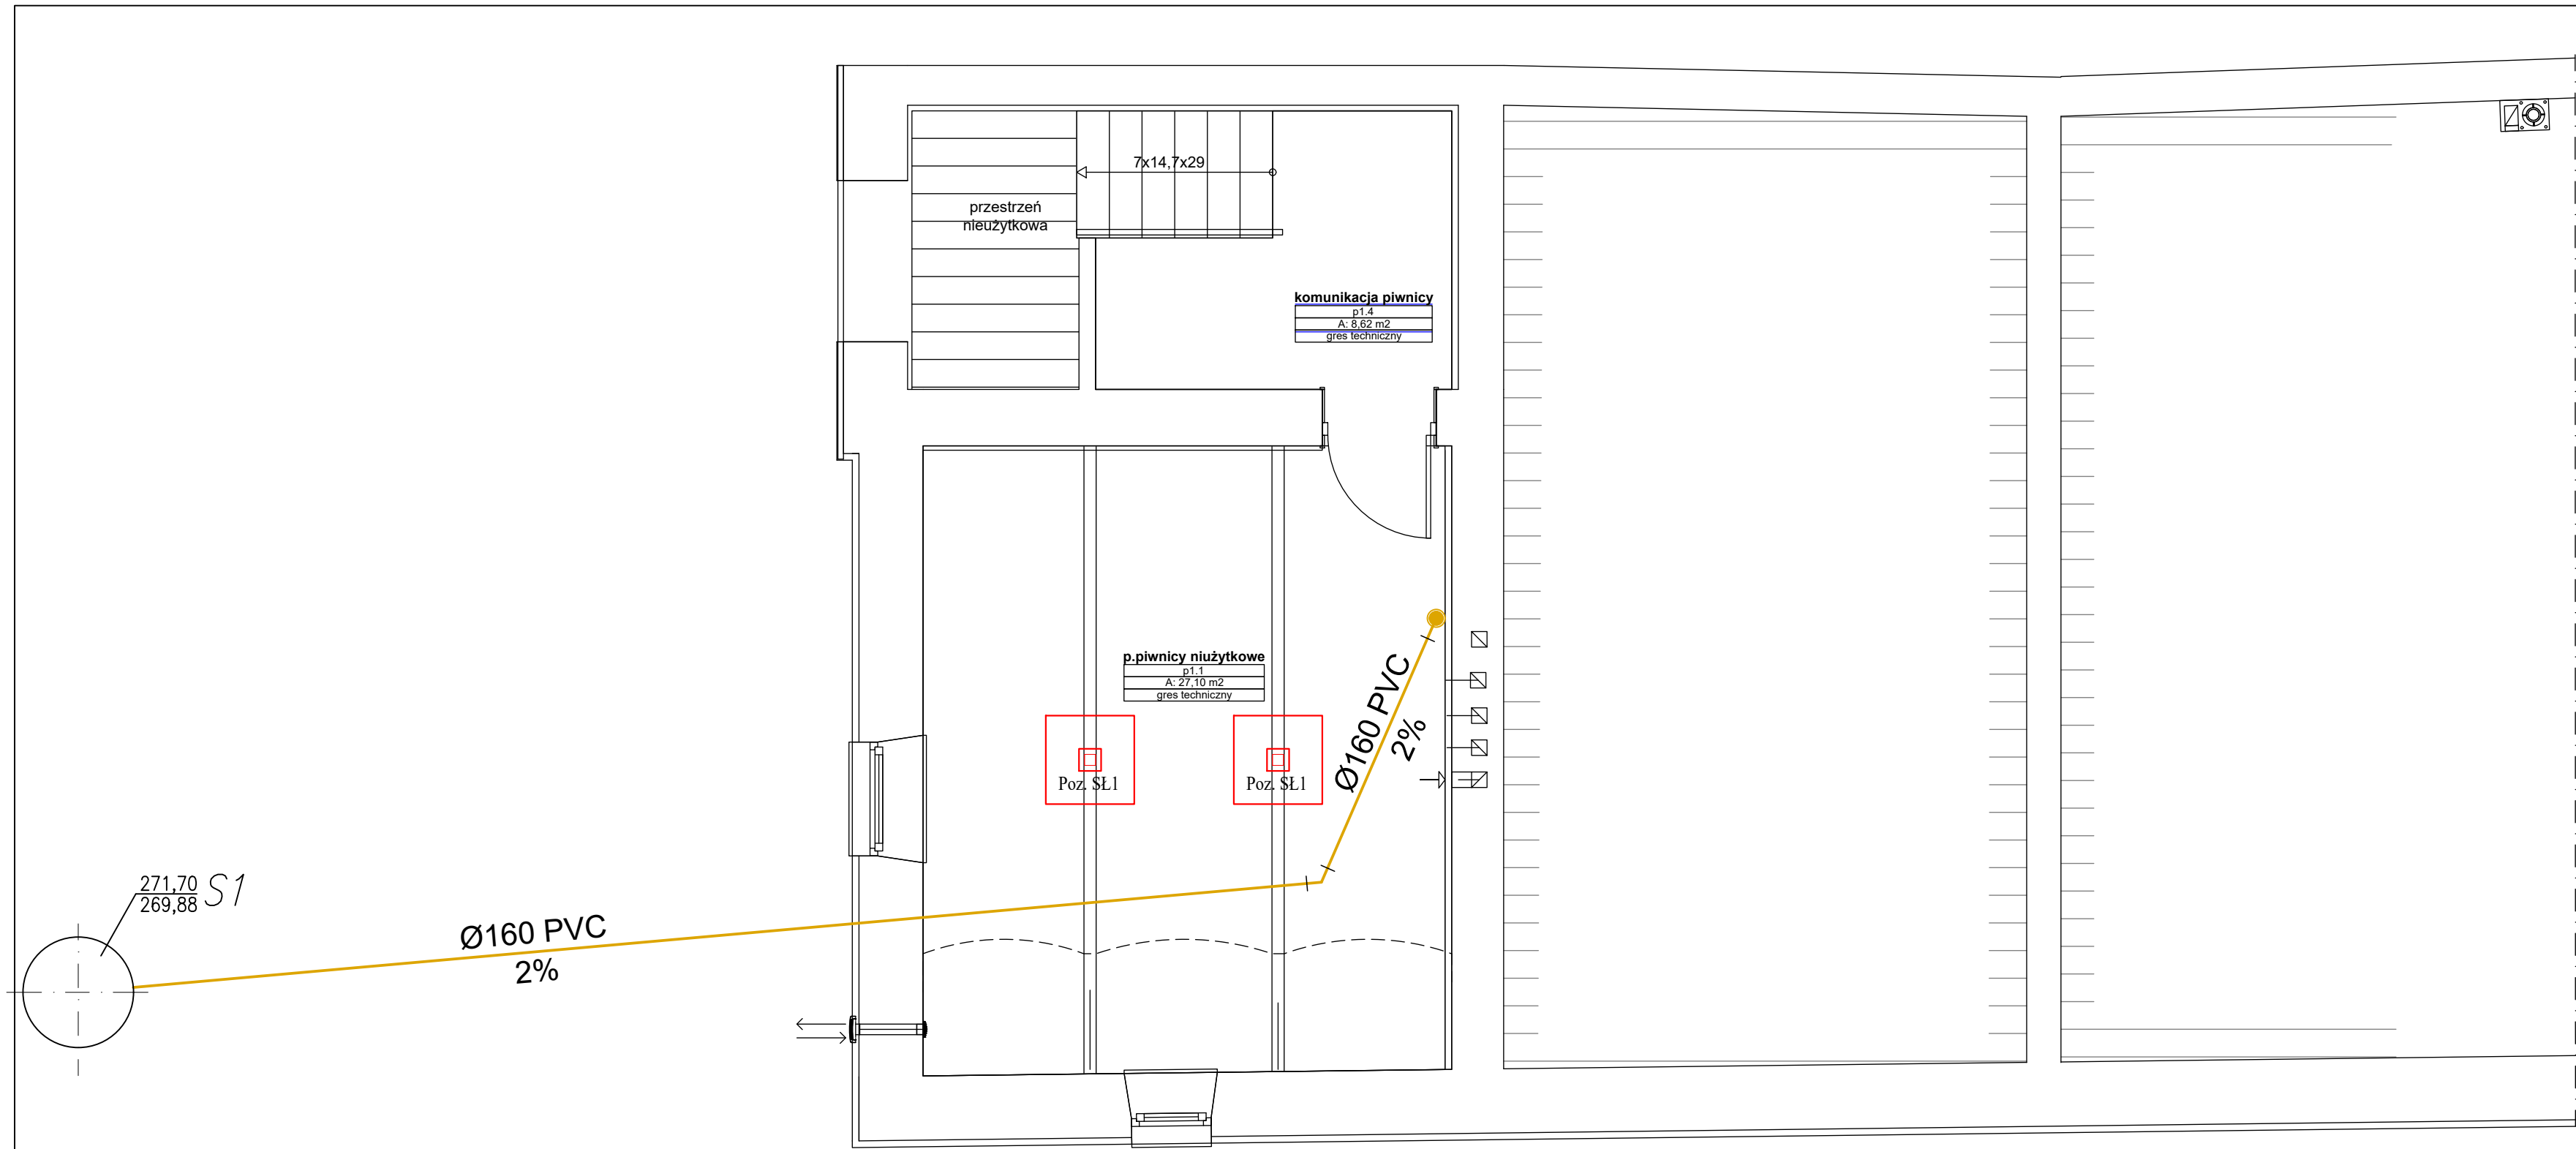 7x14,7x29
przestrzeń
nieużytkowa
komunikacja piwnicy
p1.4
A: 8,62 m2
gres techniczny
p.piwnicy niużytkowe
p1.1
A: 27,10 m2
gres techniczny
Ø160 PVC
2%
Poz. SŁ1
Poz. SŁ1
271,70
269,88
S1
Ø160 PVC
2%